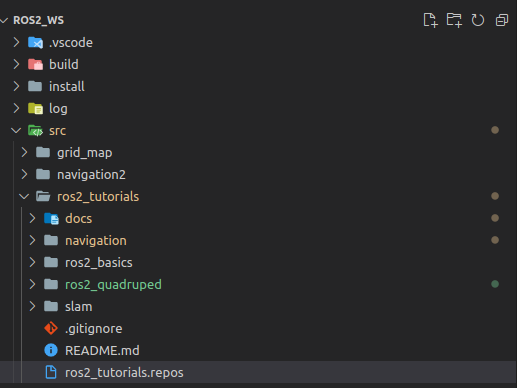 ROS2_WS
.vscode
build
install
log
src
grid_map
navigation2
ros2_tutorials
docs
navigation
ros2_basics
ros2_quadruped
slam
.gitignore
README.md
ros2_tutorials.repos